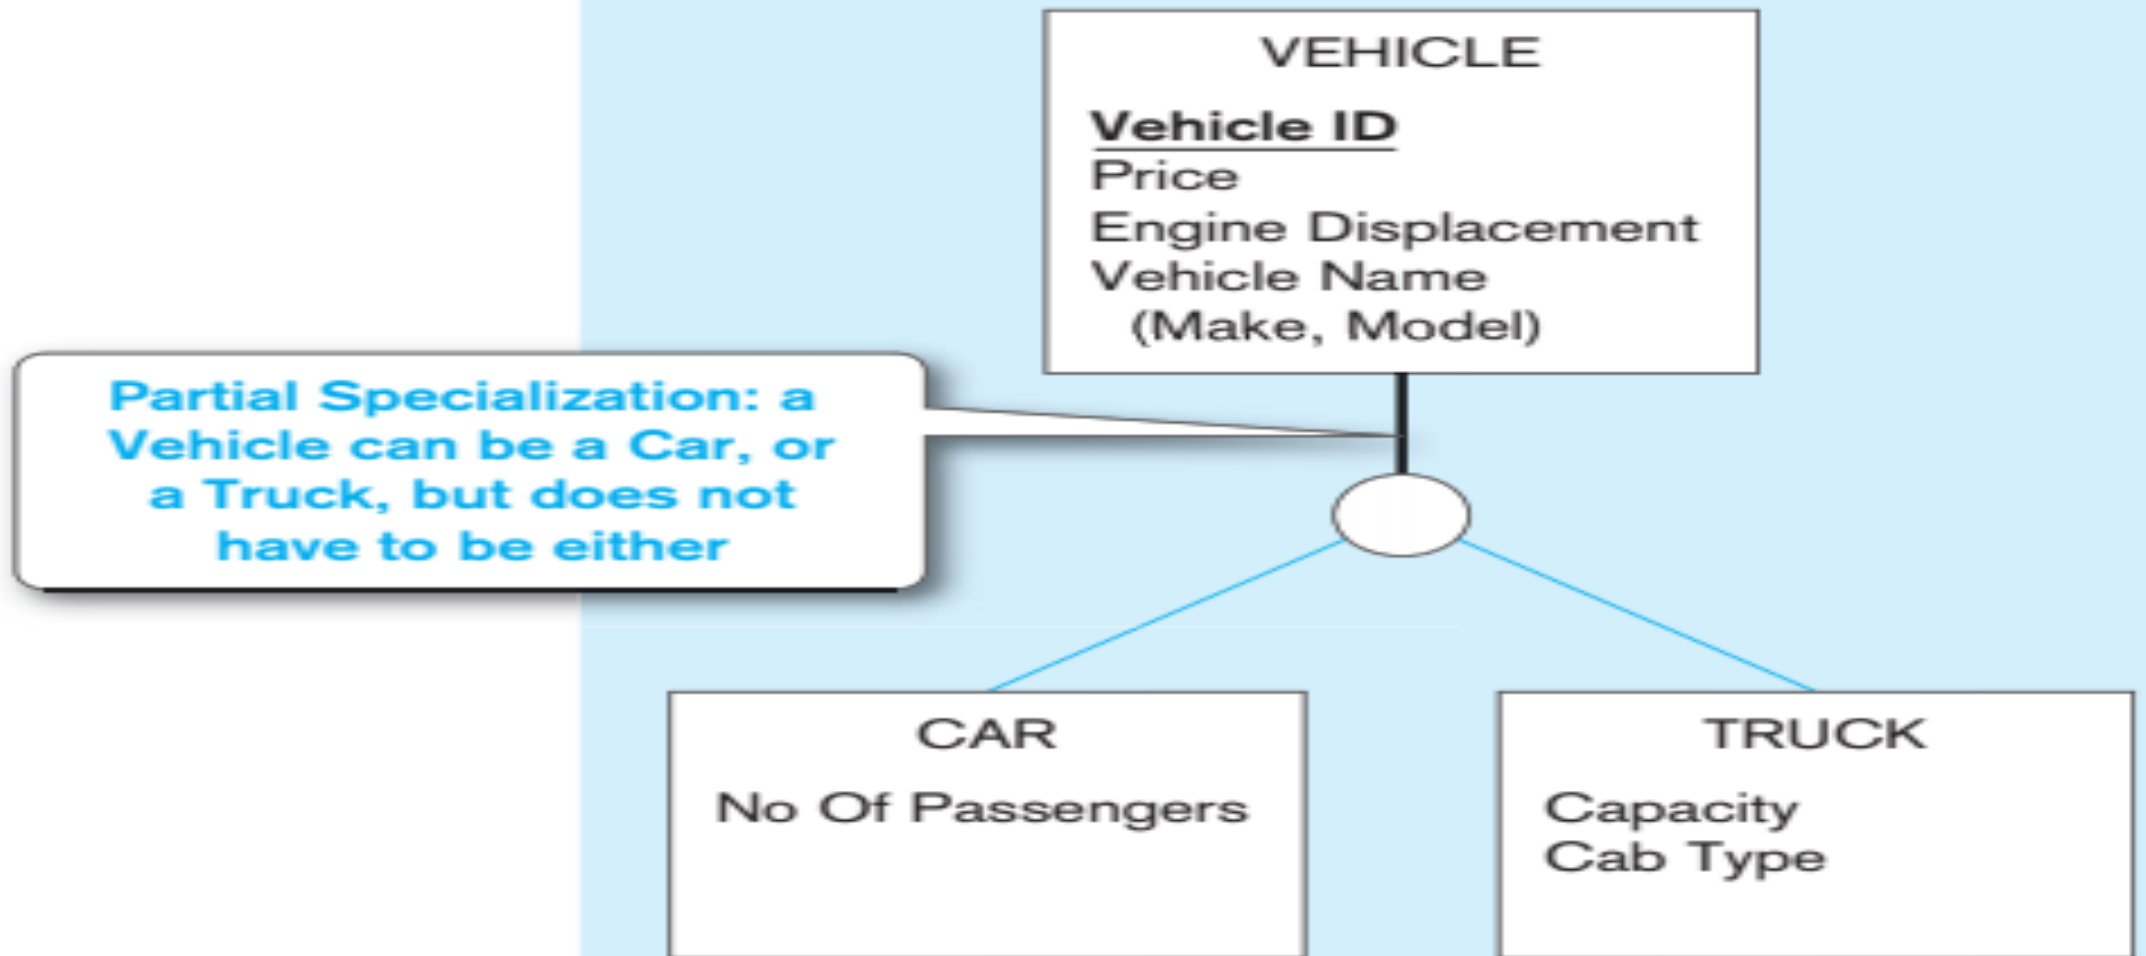 VEHICLE
Vehicle ID
Price
Engine Displacement
Vehicle Name
(Make, Model)
Partial Specialization: a
Vehicle can be a Car, or
a Truck, but does not
have to be either
CAR
No Of Passengers
TRUCK
Capacity
Cab Type